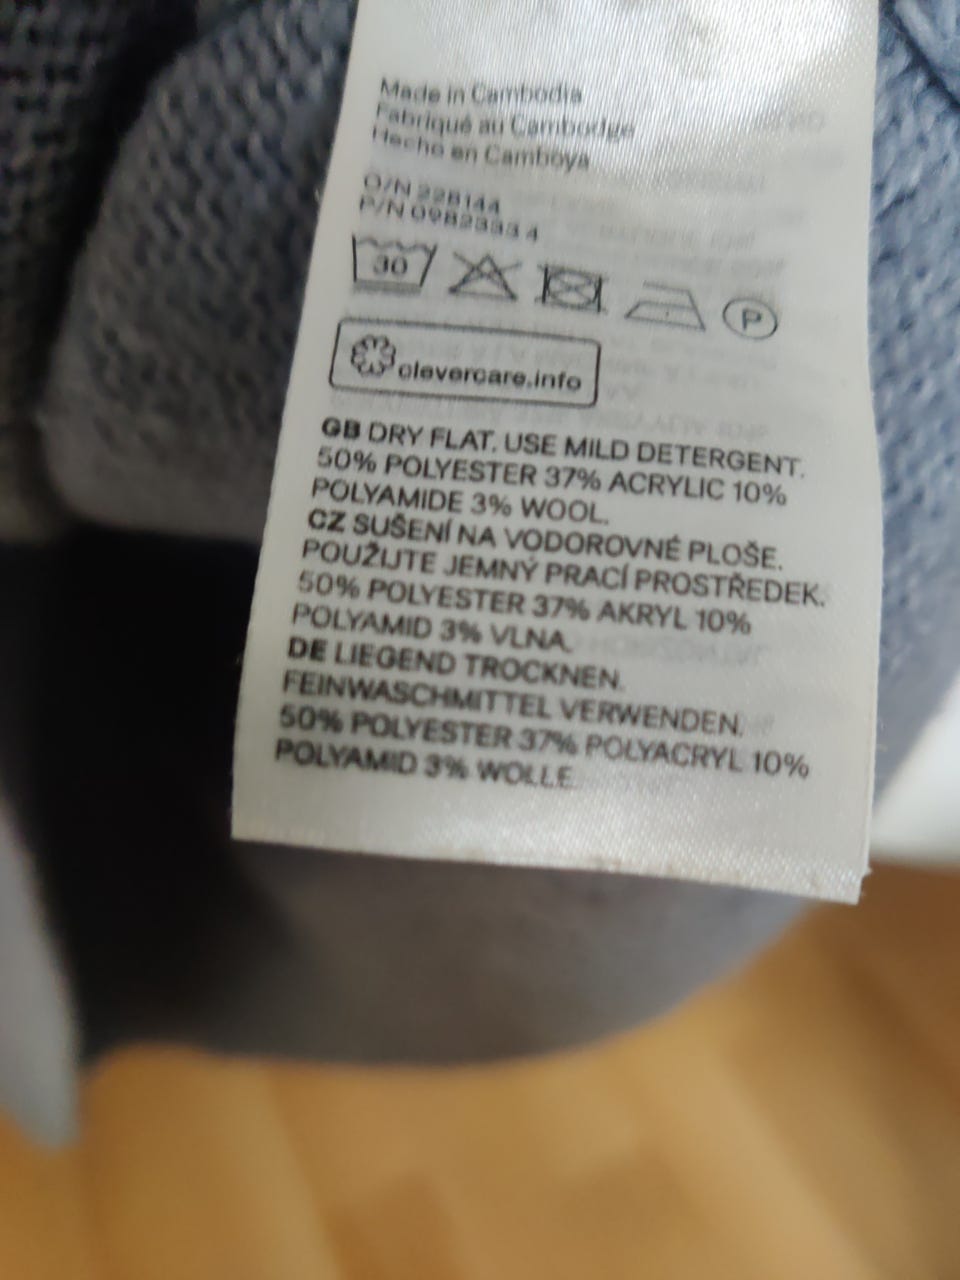 Made in Cambodia
Fabriqué au Cambodge
Hecho en Camboya
O/N 228144
P/N 09823334
30
P
clevercare.info
GB DRY FLAT. USE MILD DETERGENT.
50% POLYESTER 37% ACRYLIC 10%
POLYAMIDE 3% WOOL.
CZ SUŠENÍ NA VODOROVNÉ PLOŠE.
POUŽIJTE JEMNÝ PRACÍ PROSTŘEDEK.
50% POLYESTER 37% AKRYL 10%
POLYAMID 3% VLNA.
DE LIEGEND TROCKNEN.
FEINWASCHMITTEL VERWENDEN.
50% POLYESTER 37% POLYACRYL 10%
POLYAMID 3% WOLLE.